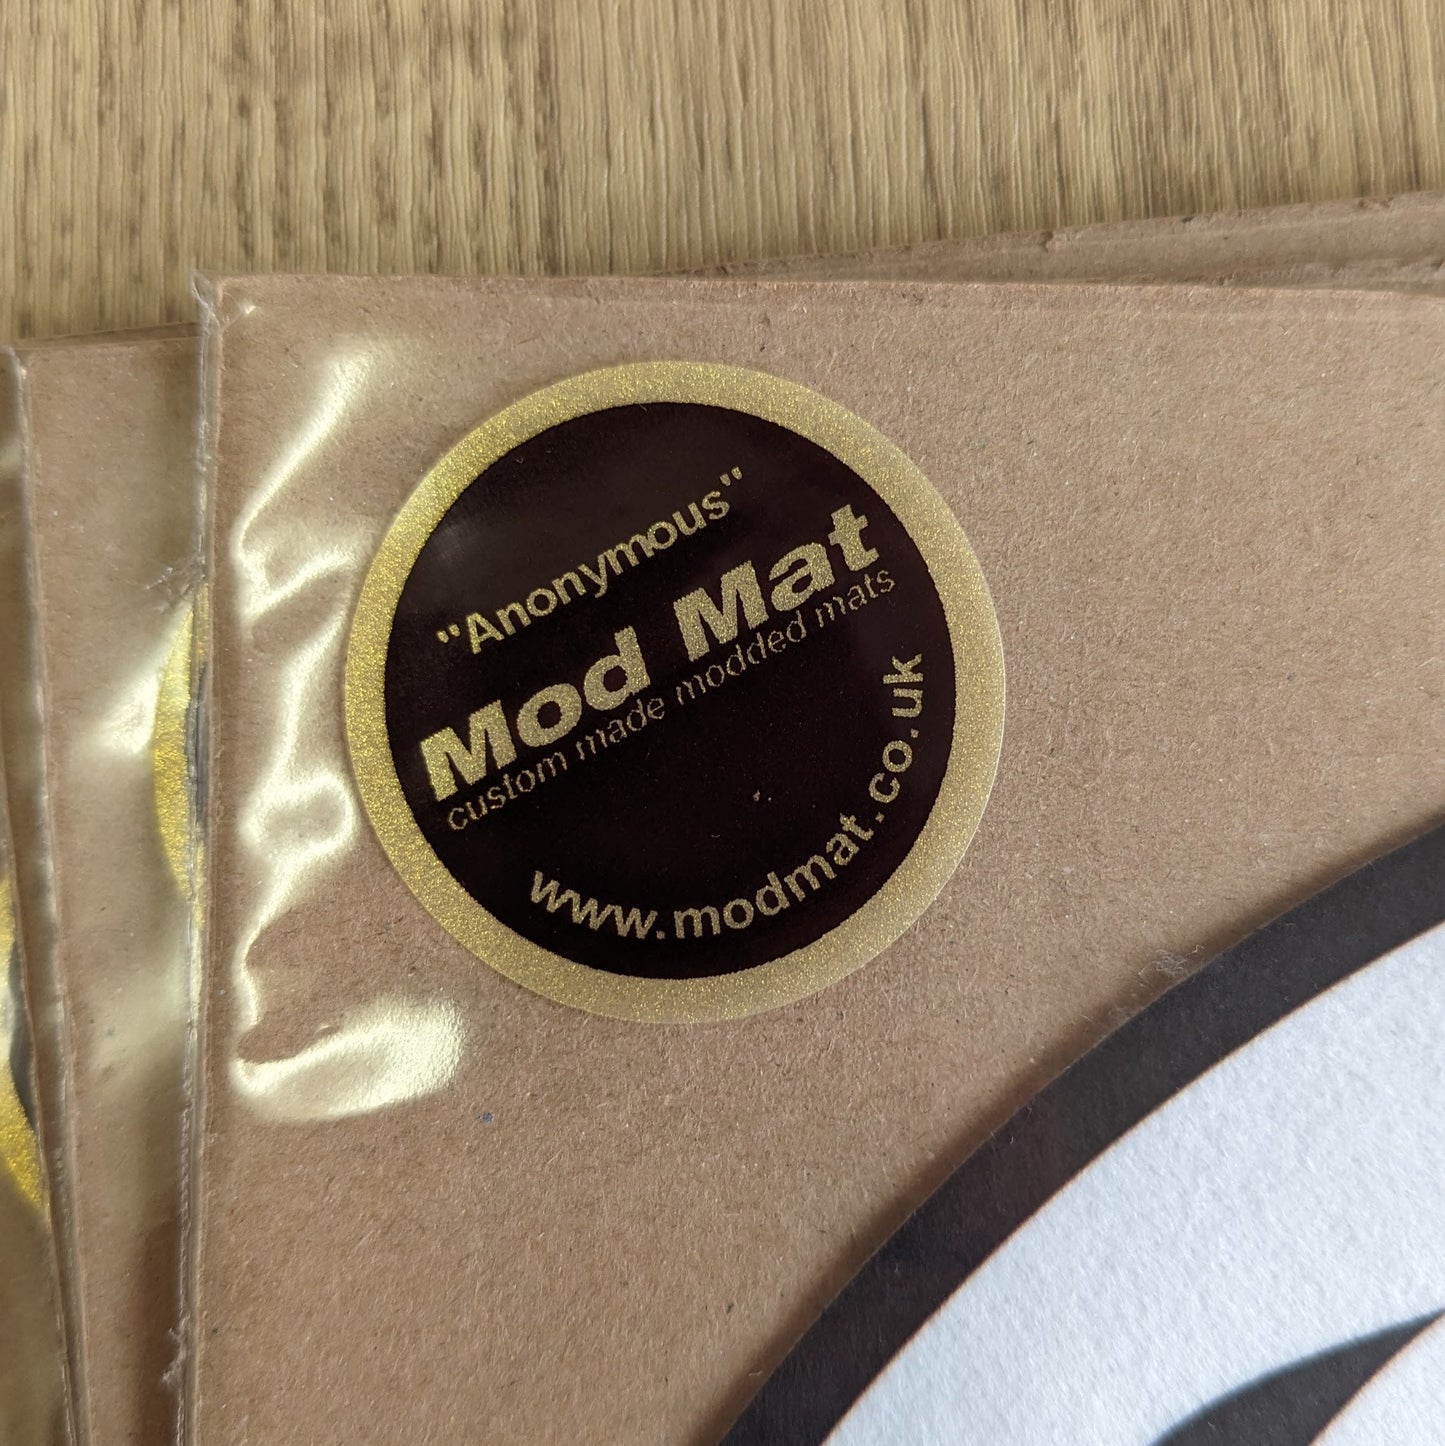 "Anonymous"
Mod Mat
custom made modded mats
www.modmat.co.uk